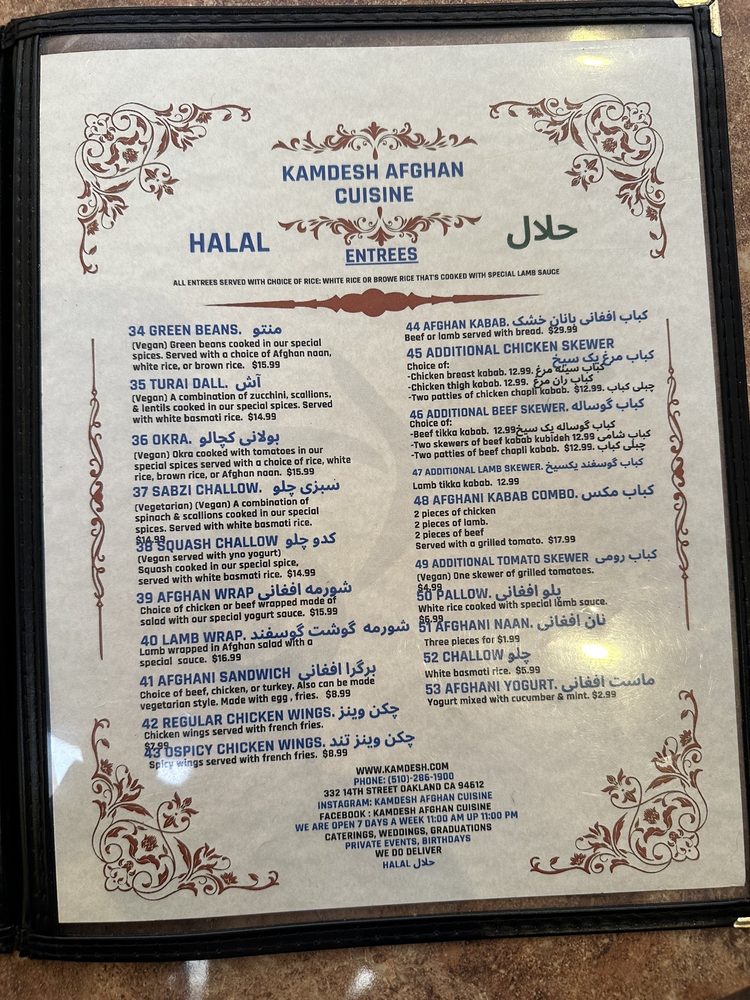 KAMDESH AFGHAN
CUISINE
HALAL
حلال
ENTREES
ALL ENTREES SERVED WITH CHOICE OF RICE: WHITE RICE OR BROWE RICE THAT'S COOKED WITH SPECIAL LAMB SAUCE
34 GREEN BEANS. منتو
(Vegan) Green beans cooked in our special
spices. Served with a choice of Afghan naan,
white rice, or brown rice. $15.99
35 TURAI DALL. آش
(Vegan) A combination of zucchini, scallions,
& lentils cooked in our special spices. Served
with white basmati rice. $14.99
36 OKRA. بولانی کچالو
(Vegan) Okra cooked with tomatoes in our
special spices served with a choice of rice, white
rice, brown rice, or Afghan naan. $15.99
37 SABZI CHALLOW. سبزی چلو
(Vegetarian) (Vegan) A combination of
spinach & scallions cooked in our special
spices. Served with white basmati rice.
$14.99
38 SQUASH CHALLOW کدو چلو
(Vegan served with yno yogurt)
Squash cooked in our special spice,
served with white basmati rice. $14.99
39 AFGHAN WRAP شورمه افغانی
Choice of chicken or beef wrapped made of
salad with our special yogurt sauce. $15.99
40 LAMB WRAP. شورمه گوشت گوسفند
Lamb wrapped in Afghan salad with a
special sauce. $16.99
41 AFGHANI SANDWICH برگرا افغانی
Choice of beef, chicken, or turkey. Also can be made
vegetarian style. Made with egg , fries. $8.99
42 REGULAR CHICKEN WINGS. چکن وینز
Chicken wings served with french fries.
$7.99
43 0SPICY CHICKEN WINGS. چکن وینز تند
Spicy wings served with french fries. $8.99
44 AFGHAN KABAB. کباب افغانی بانان خشک
Beef or lamb served with bread. $29.99
45 ADDITIONAL CHICKEN SKEWER
کباب مرغ یک سیخ
Choice of:
-Chicken breast kabab. 12.99. کباب سینه مرغ
-Chicken thigh kabab. 12.99. کباب ران مرغ
-Two patties of chicken chapli kabab. $12.99. چپلی کباب
46 ADDITIONAL BEEF SKEWER. کباب گوساله
Choice of:
-Beef tikka kabab. 12.99 کباب گوساله یک سیخ
-Two skewers of beef kabab kubideh 12.99 کباب شامی
-Two patties of beef chapli kabab. $12.99. چپلی کباب
47 ADDITIONAL LAMB SKEWER. کباب گوسفند یکسیخ
Lamb tikka kabab. 12.99
48 AFGHANI KABAB COMBO. کباب مکس
2 pieces of chicken
2 pieces of lamb.
2 pieces of beef
Served with a grilled tomato. $17.99
49 ADDITIONAL TOMATO SKEWER کباب رومی
(Vegan) One skewer of grilled tomatoes.
$4.99
50 PALLOW. پلو افغانی
White rice cooked with special lamb sauce.
$6.99
51 AFGHANI NAAN. نان افغانی
Three pieces for $1.99
52 CHALLOW چلو
White basmati rice. $5.99
53 AFGHANI YOGURT. ماست افغانی
Yogurt mixed with cucumber & mint. $2.99
WWW.KAMDESH.COM
PHONE: (510)-286-1900
332 14TH STREET OAKLAND CA 94612
INSTAGRAM: KAMDESH AFGHAN CUISINE
FACEBOOK : KAMDESH AFGHAN CUISINE
WE ARE OPEN 7 DAYS A WEEK 11:00 AM UP 11:00 PM
CATERINGS, WEDDINGS, GRADUATIONS
PRIVATE EVENTS, BIRTHDAYS
WE DO DELIVER
HALAL حلال